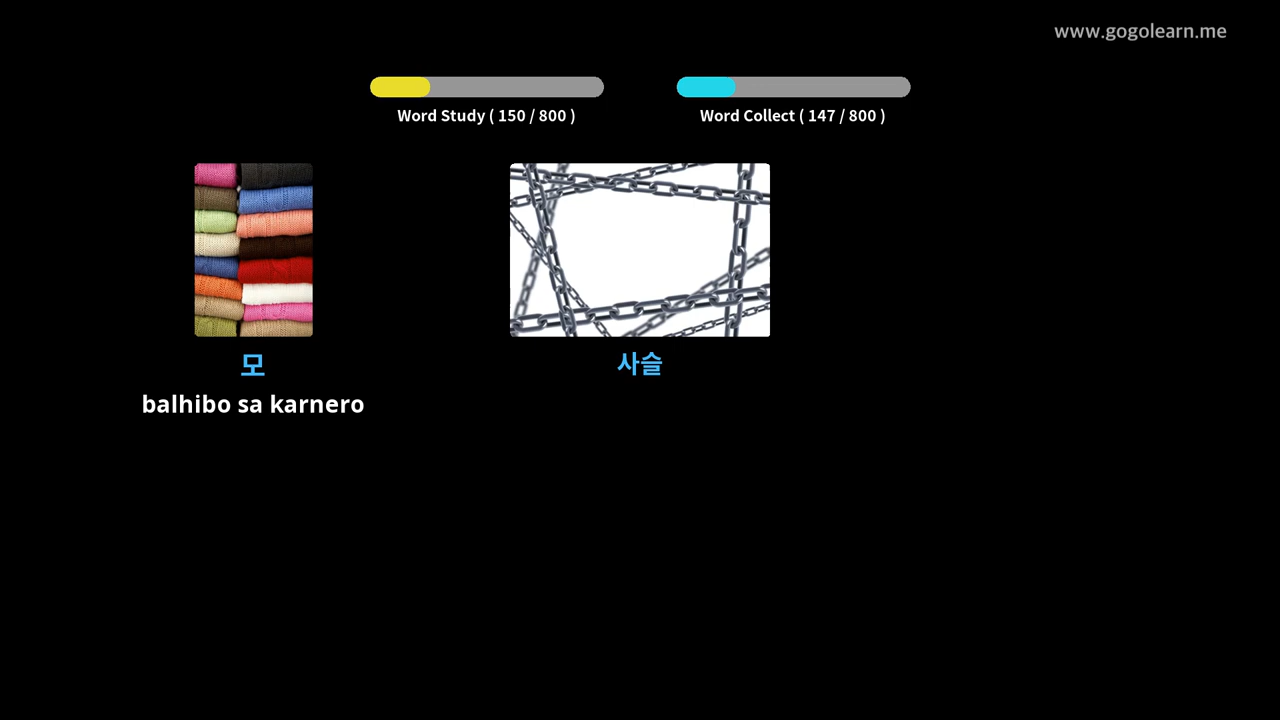 www.gogolearn.me
Word Study ( 150 / 800 )
Word Collect ( 147 / 800 )
모
사슬
balhibo sa karnero